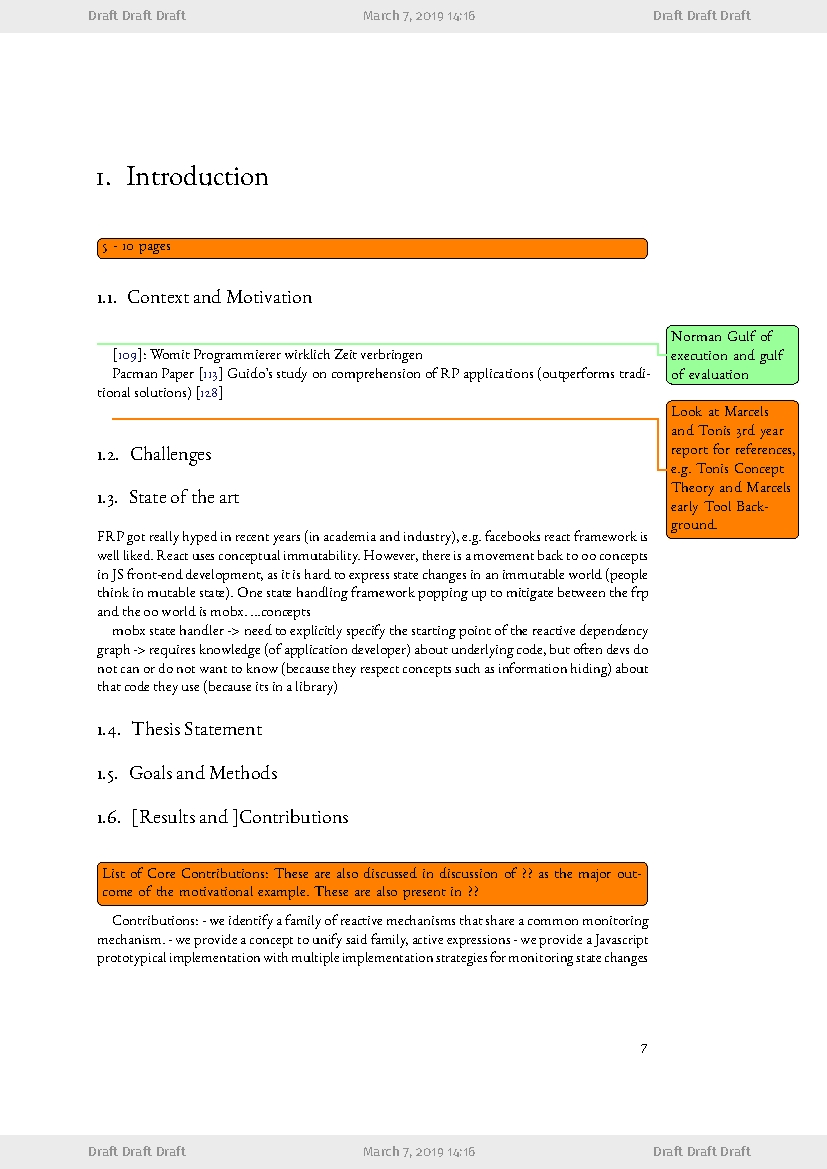 Draft Draft Draft March 7, 2019 14:16 Draft Draft Draft
1. Introduction
5 - 10 pages
1.1. Context and Motivation
Norman Gulf of
execution and gulf
of evaluation
[109]: Womit Programmierer wirklich Zeit verbringen
Pacman Paper [113] Guido's study on comprehension of RP applications (outperforms tradi-
tional solutions) [128]
Look at Marcels
and Tonis 3rd year
report for references,
e.g. Tonis Concept
Theory and Marcels
early Tool Back-
ground.
1.2. Challenges
1.3. State of the art
FRP got really hyped in recent years (in academia and industry), e.g. facebooks react framework is
well liked. React uses conceptual immutability. However, there is a movement back to oo concepts
in JS front-end development, as it is hard to express state changes in an immutable world (people
think in mutable state). One state handling framework popping up to mitigate between the frp
and the oo world is mobx. ...concepts
mobx state handler -> need to explicitly specify the starting point of the reactive dependency
graph -> requires knowledge (of application developer) about underlying code, but often devs do
not can or do not want to know (because they respect concepts such as information hiding) about
that code they use (because its in a library)
1.4. Thesis Statement
1.5. Goals and Methods
1.6. [Results and ]Contributions
List of Core Contributions: These are also discussed in discussion of ?? as the major out-
come of the motivational example. These are also present in ??
Contributions: - we identify a family of reactive mechanisms that share a common monitoring
mechanism. - we provide a concept to unify said family, active expressions - we provide a Javascript
prototypical implementation with multiple implementation strategies for monitoring state changes
7
Draft Draft Draft March 7, 2019 14:16 Draft Draft Draft